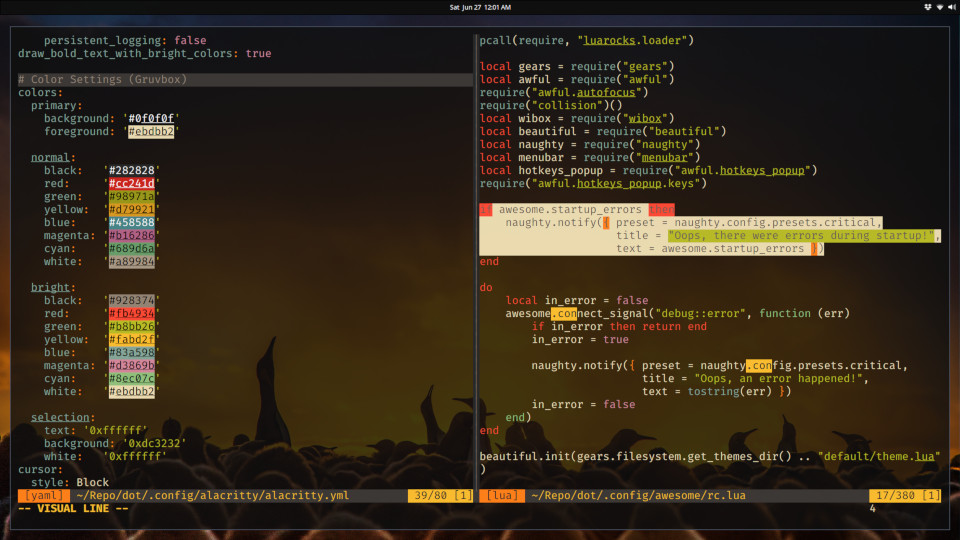 Sat Jun 27 12:01 AM
persistent_logging: false
draw_bold_text_with_bright_colors: true
# Color Settings (Gruvbox)
colors:
primary:
background: '#0f0f0f'
foreground: '#ebdbb2'
normal:
black: '#282828'
red: '#cc241d'
green: '#98971a'
yellow: '#d79921'
blue: '#458588'
magenta: '#b16286'
cyan: '#689d6a'
white: '#a89984'
bright:
black: '#928374'
red: '#fb4934'
green: '#b8bb26'
yellow: '#fabd2f'
blue: '#83a598'
magenta: '#d3869b'
cyan: '#8ec07c'
white: '#ebdbb2'
selection:
text: '0xffffff'
background: '0xdc3232'
white: '0xffffff'
cursor:
style: Block
[yaml] ~/Repo/dot/.config/alacritty/alacritty.yml 39/80 [1]
-- VISUAL LINE --
pcall(require, "luarocks.loader")
local gears = require("gears")
local awful = require("awful")
require("awful.autofocus")
require("collision")()
local wibox = require("wibox")
local beautiful = require("beautiful")
local naughty = require("naughty")
local menubar = require("menubar")
local hotkeys_popup = require("awful.hotkeys_popup")
require("awful.hotkeys_popup.keys")
if awesome.startup_errors then
naughty.notify({ preset = naughty.config.presets.critical,
title = "Oops, there were errors during startup!",
text = awesome.startup_errors })
end
do
local in_error = false
awesome.connect_signal("debug::error", function (err)
if in_error then return end
in_error = true
naughty.notify({ preset = naughty.config.presets.critical,
title = "Oops, an error happened!",
text = tostring(err) })
in_error = false
end)
end
beautiful.init(gears.filesystem.get_themes_dir() .. "default/theme.lua"
)
[lua] ~/Repo/dot/.config/awesome/rc.lua 17/380 [1]
4